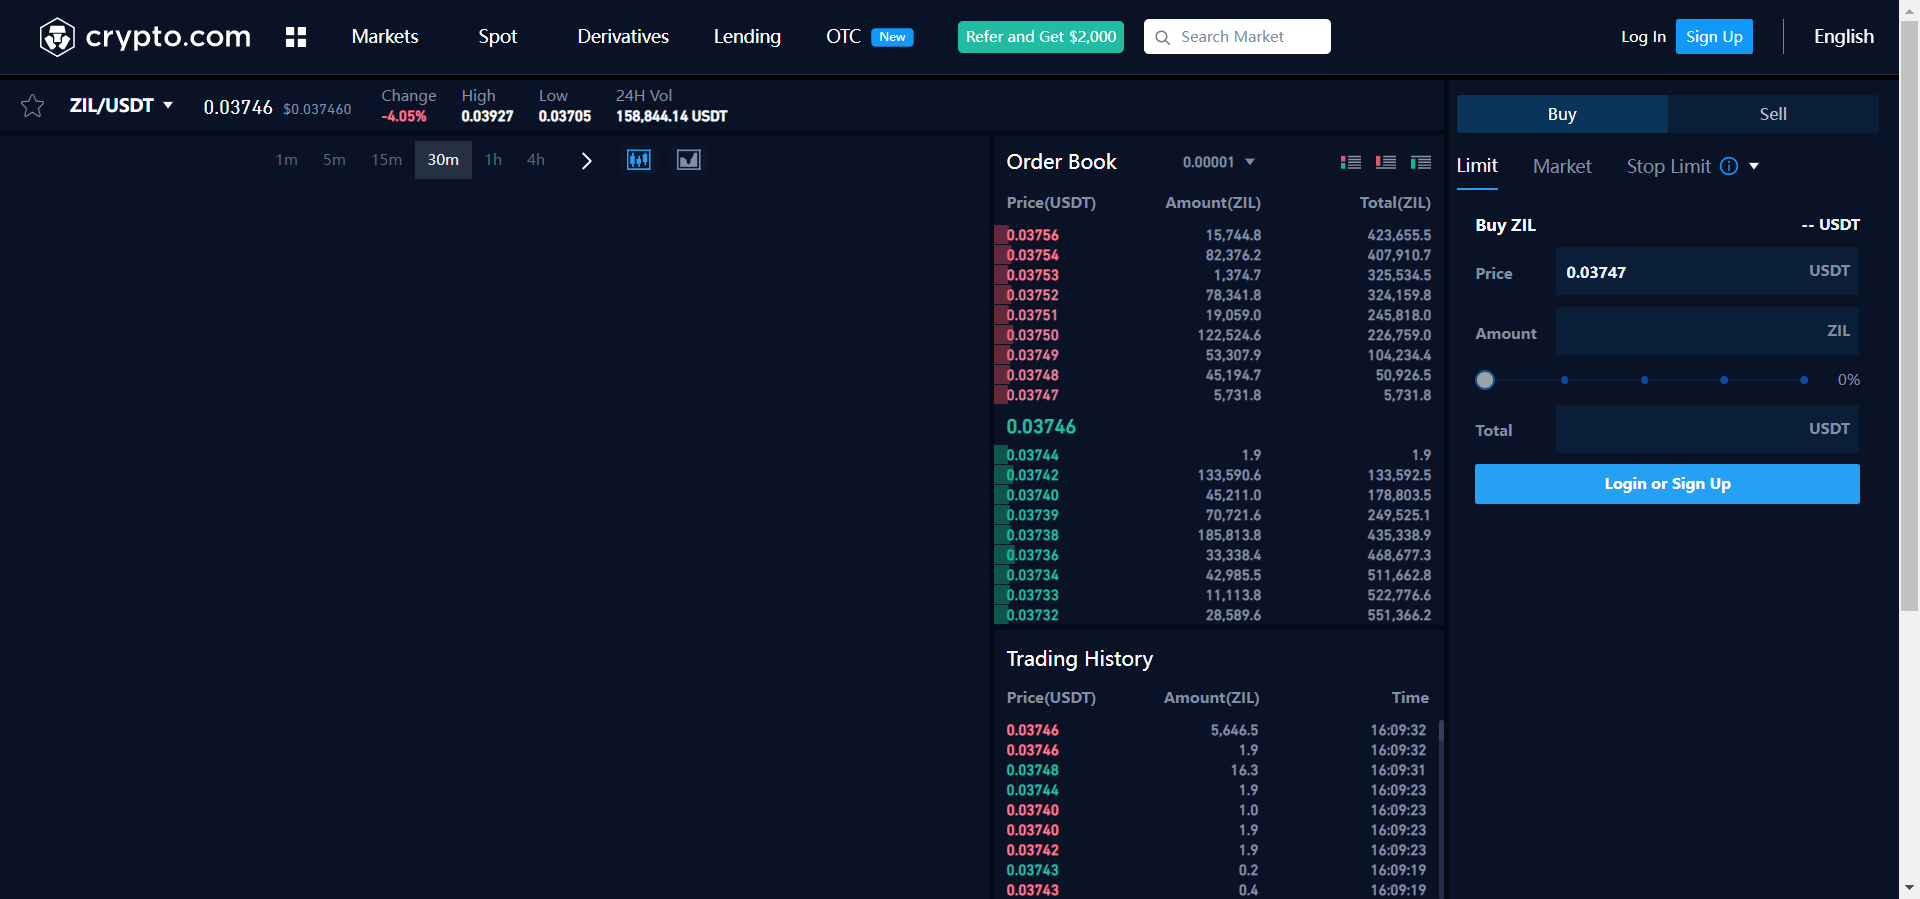 crypto.com Markets Spot Derivatives Lending OTC New Refer and Get $2,000 Search Market Log In Sign Up English
ZIL/USDT 0.03746 $0.037460
Change High Low 24H Vol
-4.05% 0.03927 0.03705 158,844.14 USDT
1m 5m 15m 30m 1h 4h
Order Book 0.00001
Price(USDT) Amount(ZIL) Total(ZIL)
0.03756 15,744.8 423,655.5
0.03754 82,376.2 407,910.7
0.03753 1,374.7 325,534.5
0.03752 78,341.8 324,159.8
0.03751 19,059.0 245,818.0
0.03750 122,524.6 226,759.0
0.03749 53,307.9 104,234.4
0.03748 45,194.7 50,926.5
0.03747 5,731.8 5,731.8
0.03746
0.03744 1.9 1.9
0.03742 133,590.6 133,592.5
0.03740 45,211.0 178,803.5
0.03739 70,721.6 249,525.1
0.03738 185,813.8 435,338.9
0.03736 33,338.4 468,677.3
0.03734 42,985.5 511,662.8
0.03733 11,113.8 522,776.6
0.03732 28,589.6 551,366.2
Trading History
Price(USDT) Amount(ZIL) Time
0.03746 5,646.5 16:09:32
0.03746 1.9 16:09:32
0.03748 16.3 16:09:31
0.03744 1.9 16:09:23
0.03740 1.0 16:09:23
0.03740 1.9 16:09:23
0.03742 1.9 16:09:23
0.03743 0.2 16:09:19
0.03743 0.4 16:09:19
Buy Sell
Limit Market Stop Limit
Buy ZIL -- USDT
Price 0.03747 USDT
Amount ZIL
0%
Total USDT
Login or Sign Up